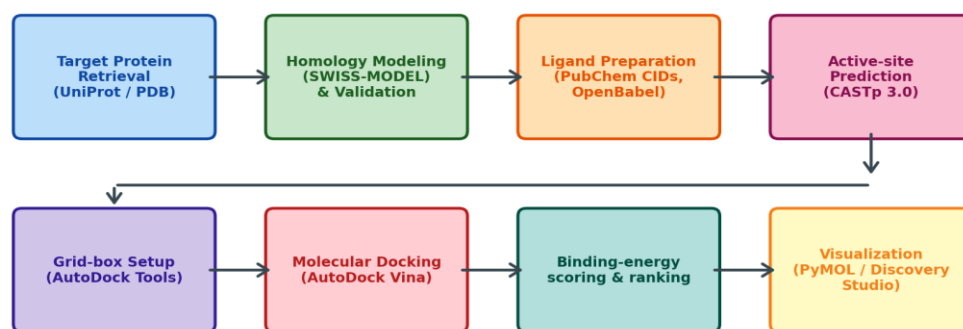 Target Protein
Retrieval
(UniProt / PDB)
Homology Modeling
(SWISS-MODEL)
& Validation
Ligand Preparation
(PubChem CIDs,
OpenBabel)
Active-site
Prediction
(CASTp 3.0)
Grid-box Setup
(AutoDock Tools)
Molecular Docking
(AutoDock Vina)
Binding-energy
scoring & ranking
Visualization
(PyMOL / Discovery
Studio)